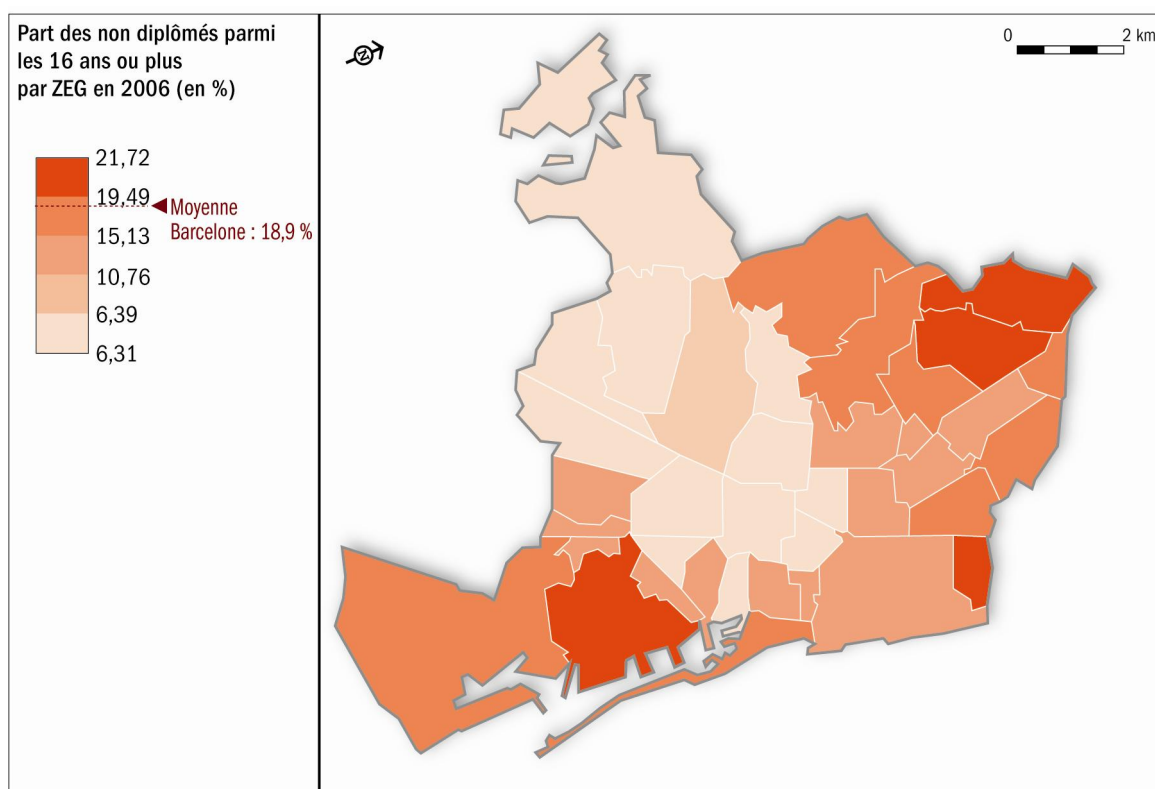 Part des non diplômés parmi
les 16 ans ou plus
par ZEG en 2006 (en %)
21,72
19,49
Moyenne
Barcelone : 18,9 %
15,13
10,76
6,39
6,31
N
0 2 km